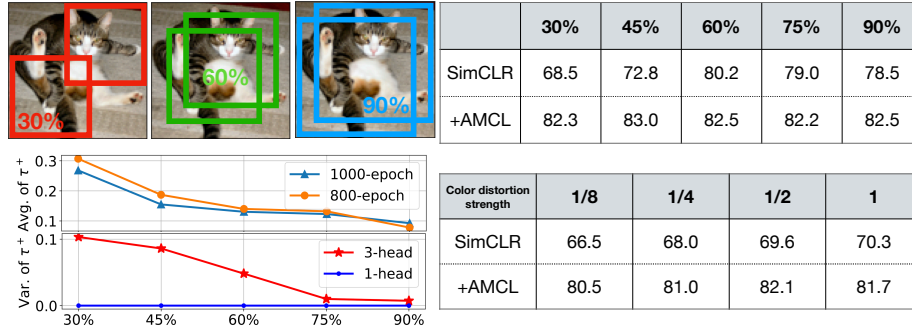 30%
60%
90%
30% 45% 60% 75% 90%
SimCLR 68.5 72.8 80.2 79.0 78.5
+AMCL 82.3 83.0 82.5 82.2 82.5
Avg. of τ⁺
0.3
0.2
0.1
1000-epoch
800-epoch
Var. of τ⁺
0.1
0.0
3-head
1-head
30% 45% 60% 75% 90%
Color distortion
strength 1/8 1/4 1/2 1
SimCLR 66.5 68.0 69.6 70.3
+AMCL 80.5 81.0 82.1 81.7